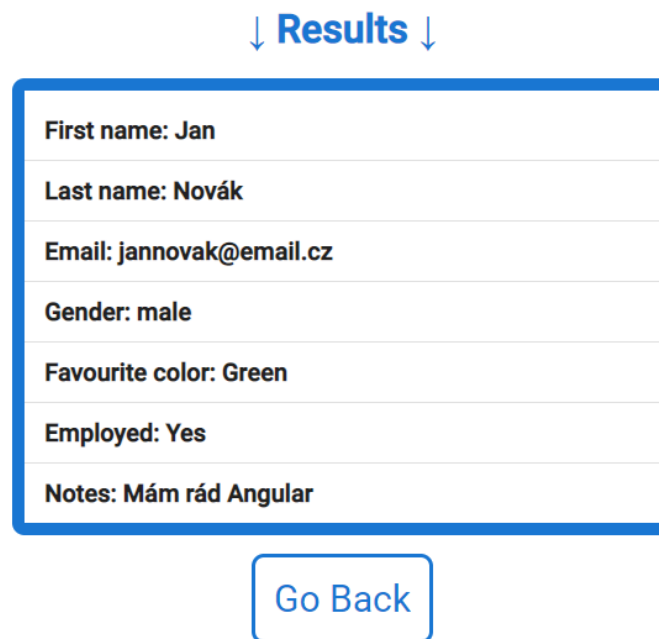 ↓ Results ↓
First name: Jan
Last name: Novák
Email: jannovak@email.cz
Gender: male
Favourite color: Green
Employed: Yes
Notes: Mám rád Angular
Go Back